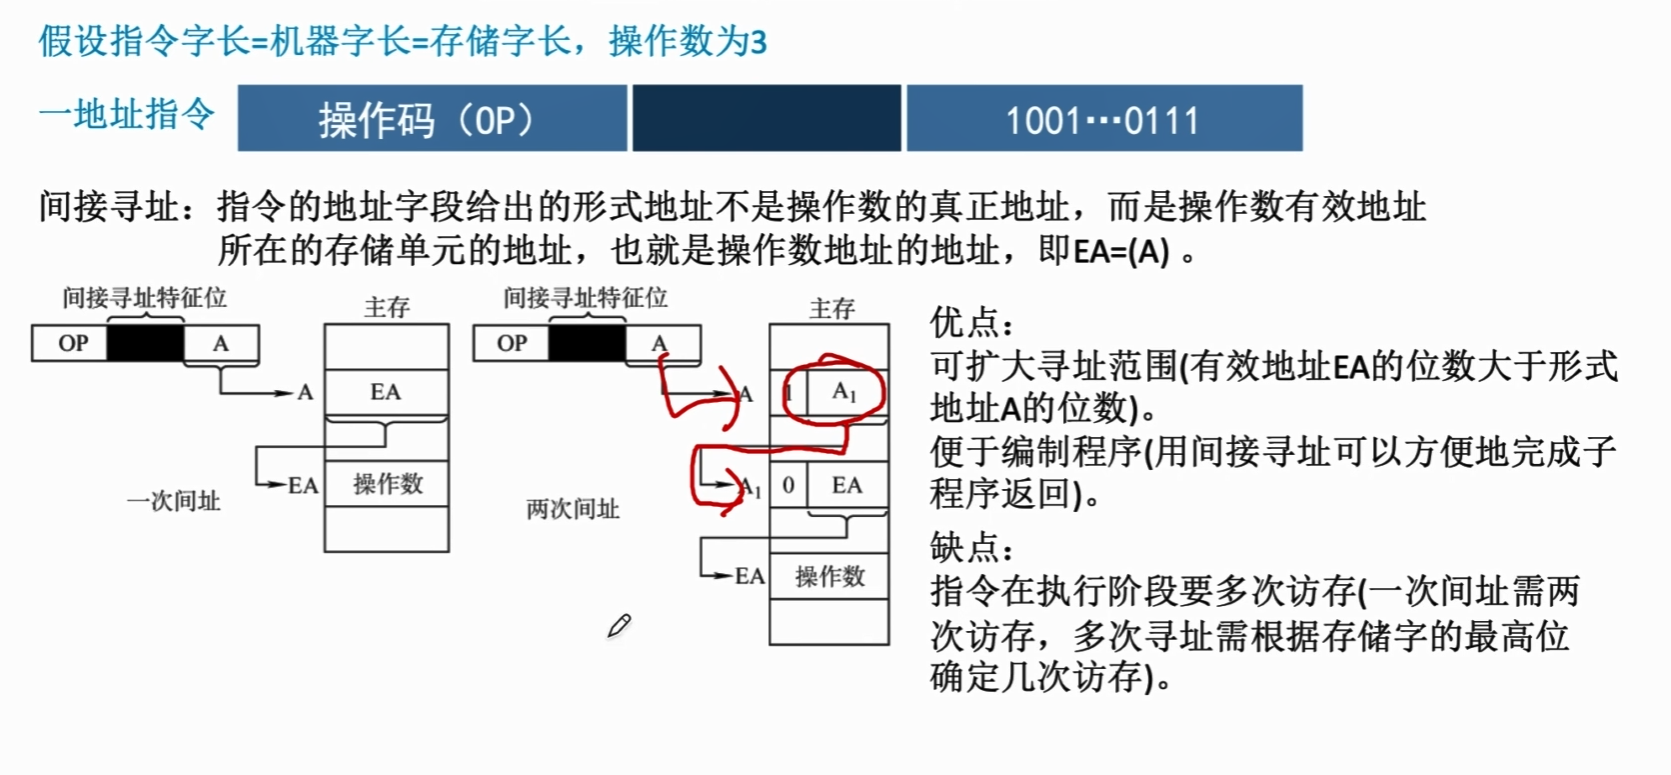 假设指令字长=机器字长=存储字长，操作数为3
一地址指令 操作码（OP） 1001…0111
间接寻址：指令的地址字段给出的形式地址不是操作数的真正地址，而是操作数有效地址
所在的存储单元的地址，也就是操作数地址的地址，即EA=(A) 。
间接寻址特征位
主存
OP
A
A
EA
EA
操作数
一次间址
间接寻址特征位
主存
OP
A
A
1
A₁
A₁
0
EA
EA
操作数
两次间址
优点：
可扩大寻址范围(有效地址EA的位数大于形式
地址A的位数)。
便于编制程序(用间接寻址可以方便地完成子
程序返回)。
缺点：
指令在执行阶段要多次访存(一次间址需两
次访存，多次寻址需根据存储字的最高位
确定几次访存)。